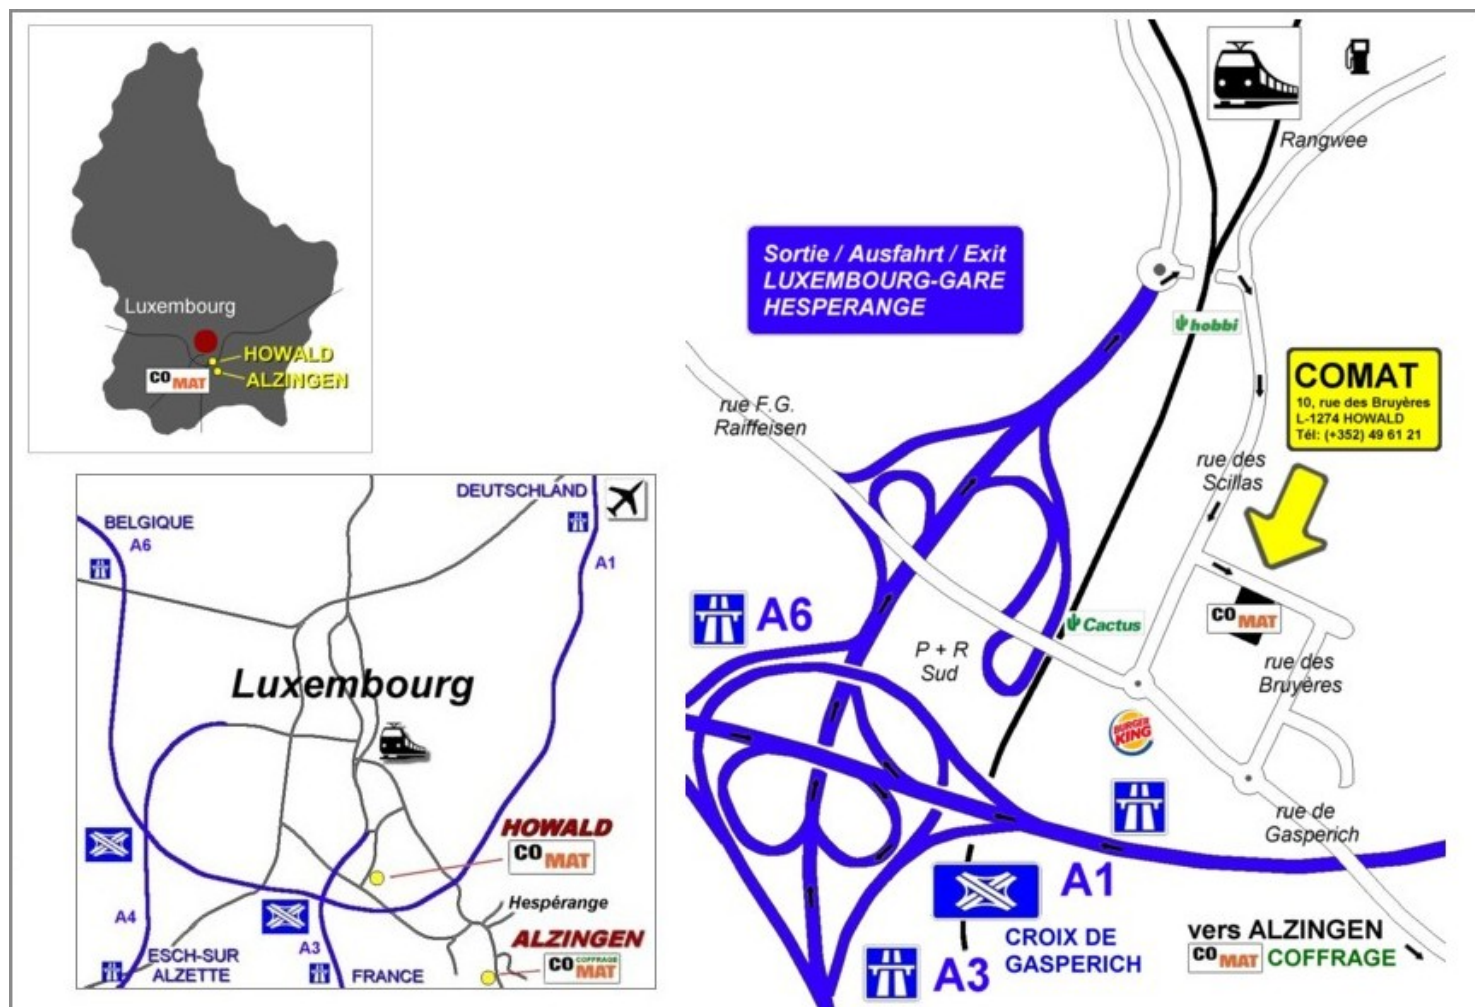 Luxembourg
HOWALD
CO MAT
ALZINGEN
DEUTSCHLAND
BELGIQUE
A6
A1
Luxembourg
HOWALD
CO MAT
A4
Hespérange
ALZINGEN
A3
ESCH-SUR
ALZETTE
FRANCE
CO COFFRAGE
MAT
Rangwee
Sortie / Ausfahrt / Exit
LUXEMBOURG-GARE
HESPERANGE
hobbi
COMAT
10, rue des Bruyères
L-1274 HOWALD
Tél: (+352) 49 61 21
rue F.G.
Raiffeisen
rue des
Scillas
A6
Cactus
CO MAT
P + R
Sud
rue des
Bruyères
BURGER
KING
rue de
Gasperich
A1
CROIX DE
GASPERICH
A3
vers ALZINGEN
CO MAT COFFRAGE